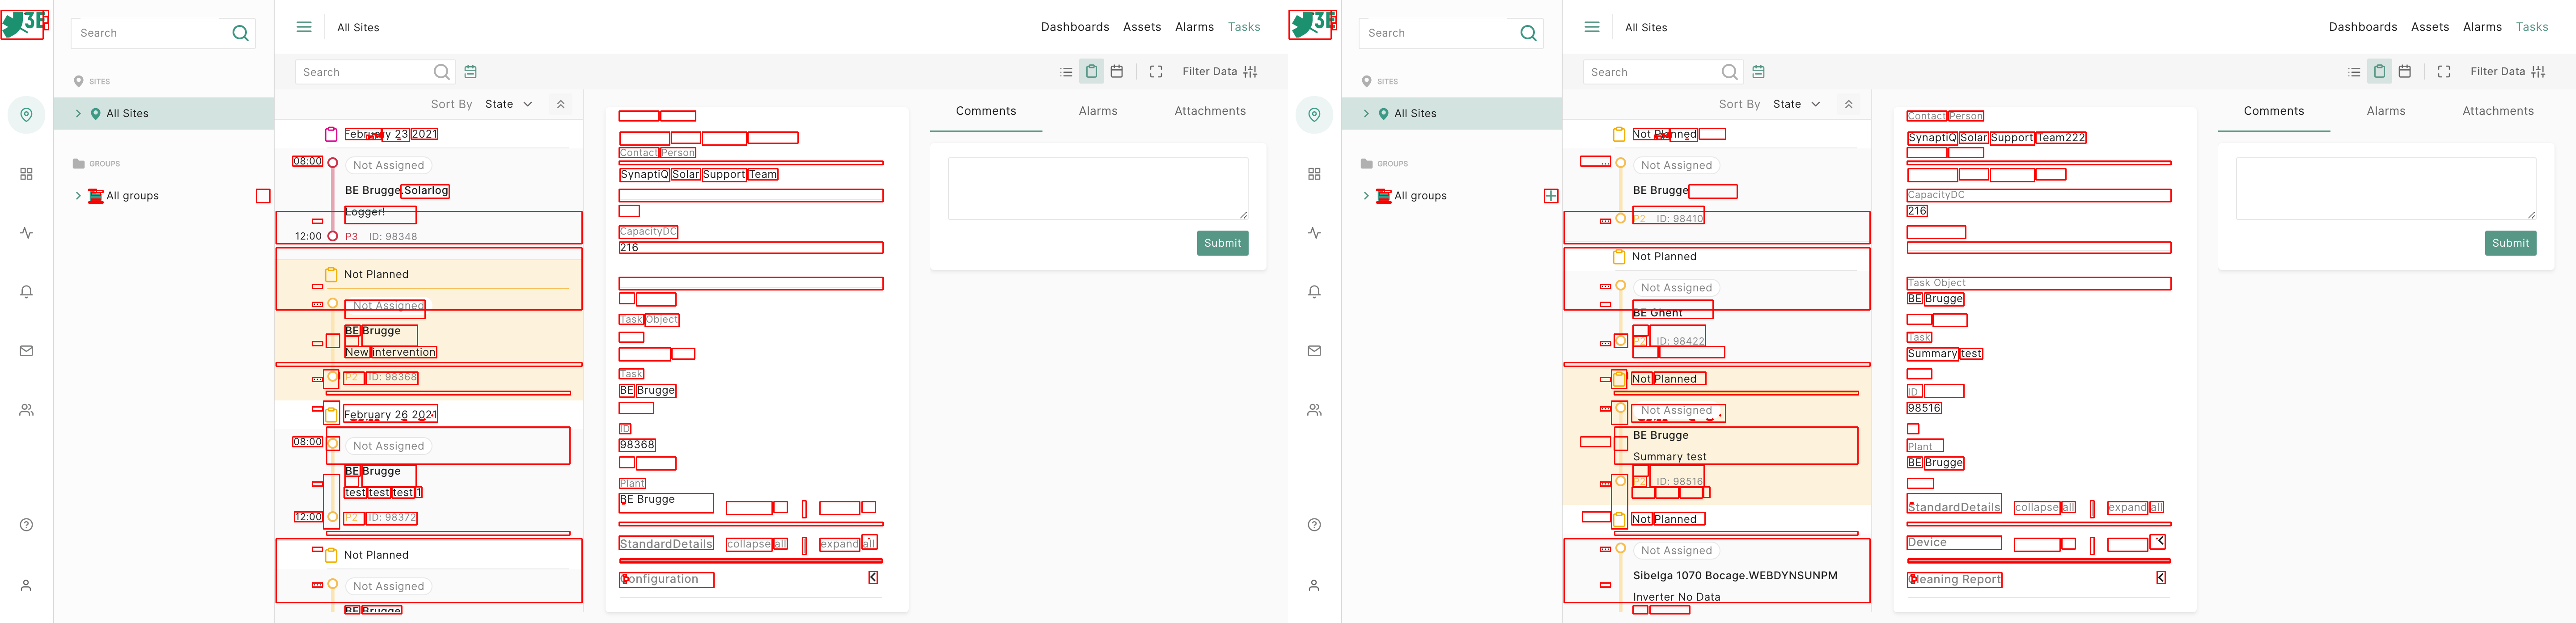 3E
Search
All Sites
Dashboards Assets Alarms Tasks
SITES
All Sites
GROUPS
All groups
Search
Filter Data
Sort By State
February 23 2021
08:00 Not Assigned
BE Brugge.Solarlog
Logger!
12:00 P3 ID: 98348
Not Planned
Not Assigned
BE Brugge
New intervention
P2 ID: 98368
February 26 2021
08:00 Not Assigned
BE Brugge
test test test 1
12:00 P2 ID: 98372
Not Planned
Not Assigned
BE Brugge
Contact Person
SynaptiQ Solar Support Team
CapacityDC
216
Task Object
Task
BE Brugge
ID
98368
Plant
BE Brugge
StandardDetails collapse all expand all
Configuration
Comments Alarms Attachments
Submit
3E
Search
All Sites
Dashboards Assets Alarms Tasks
SITES
All Sites
GROUPS
All groups
Search
Filter Data
Sort By State
Not Planned
Not Assigned
BE Brugge
P2 ID: 98410
Not Planned
Not Assigned
BE Ghent
P2 ID: 98422
Not Planned
Not Assigned
BE Brugge
Summary test
P2 ID: 98516
Not Planned
Not Assigned
Sibelga 1070 Bocage.WEBDYNSUNPM
Inverter No Data
Contact Person
SynaptiQ Solar Support Team222
CapacityDC
216
Task Object
BE Brugge
Task
Summary test
ID
98516
Plant
BE Brugge
StandardDetails collapse all expand all
Device
Cleaning Report
Comments Alarms Attachments
Submit